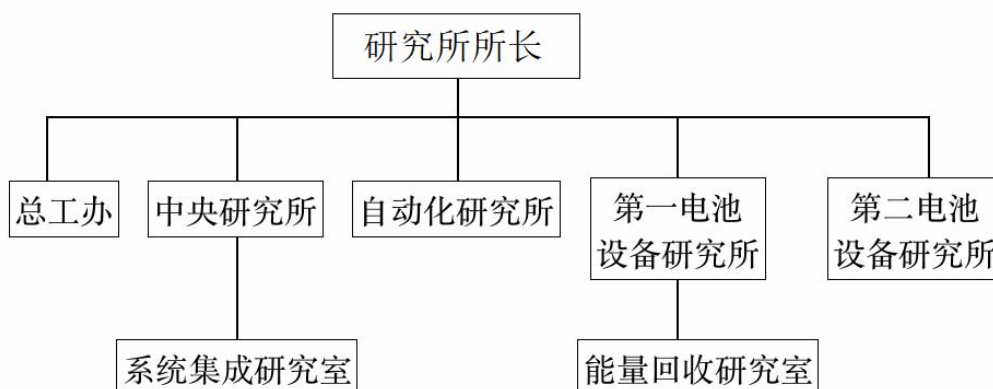 研究所所长
总工办
中央研究所
自动化研究所
第一电池
设备研究所
第二电池
设备研究所
系统集成研究室
能量回收研究室